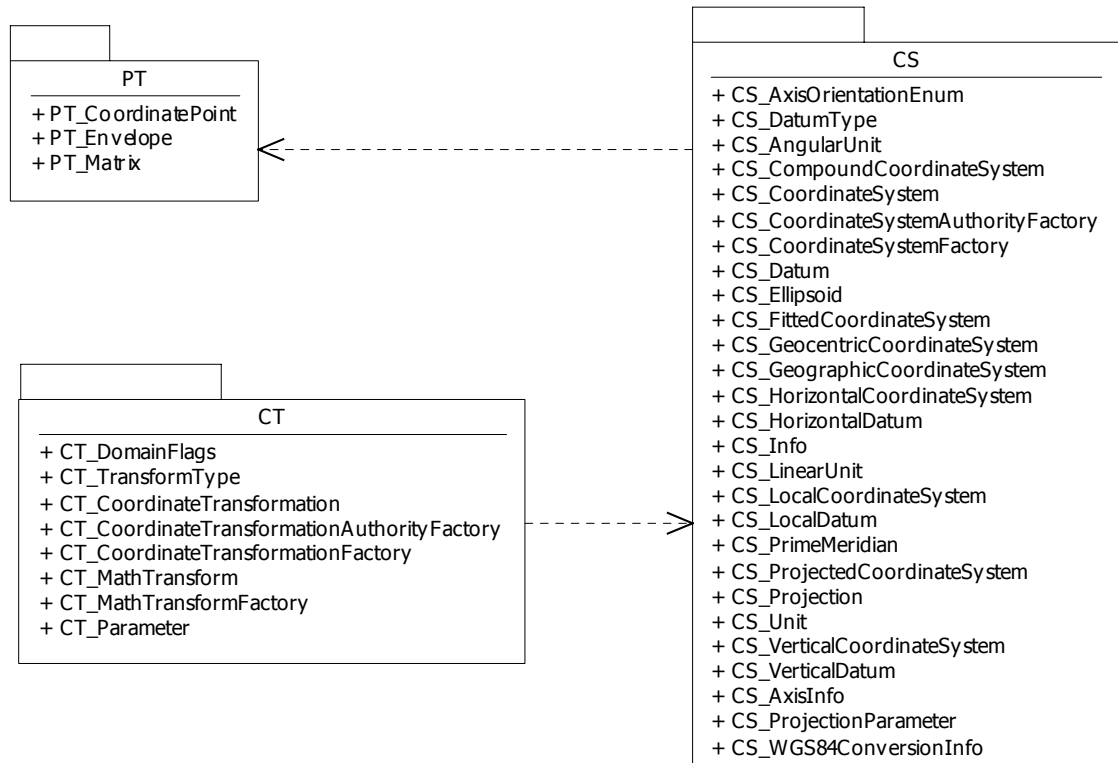 PT
+ PT_CoordinatePoint
+ PT_Envelope
+ PT_Matrix
CS
+ CS_AxisOrientationEnum
+ CS_DatumType
+ CS_AngularUnit
+ CS_CompoundCoordinateSystem
+ CS_CoordinateSystem
+ CS_CoordinateSystemAuthorityFactory
+ CS_CoordinateSystemFactory
+ CS_Datum
+ CS_Ellipsoid
+ CS_FittedCoordinateSystem
+ CS_GeocentricCoordinateSystem
+ CS_GeographicCoordinateSystem
+ CS_HorizontalCoordinateSystem
+ CS_HorizontalDatum
+ CS_Info
+ CS_LinearUnit
+ CS_LocalCoordinateSystem
+ CS_LocalDatum
+ CS_PrimeMeridian
+ CS_ProjectedCoordinateSystem
+ CS_Projection
+ CS_Unit
+ CS_VerticalCoordinateSystem
+ CS_VerticalDatum
+ CS_AxisInfo
+ CS_ProjectionParameter
+ CS_WGS84ConversionInfo
CT
+ CT_DomainFlags
+ CT_TransformType
+ CT_CoordinateTransformation
+ CT_CoordinateTransformationAuthorityFactory
+ CT_CoordinateTransformationFactory
+ CT_MathTransform
+ CT_MathTransformFactory
+ CT_Parameter